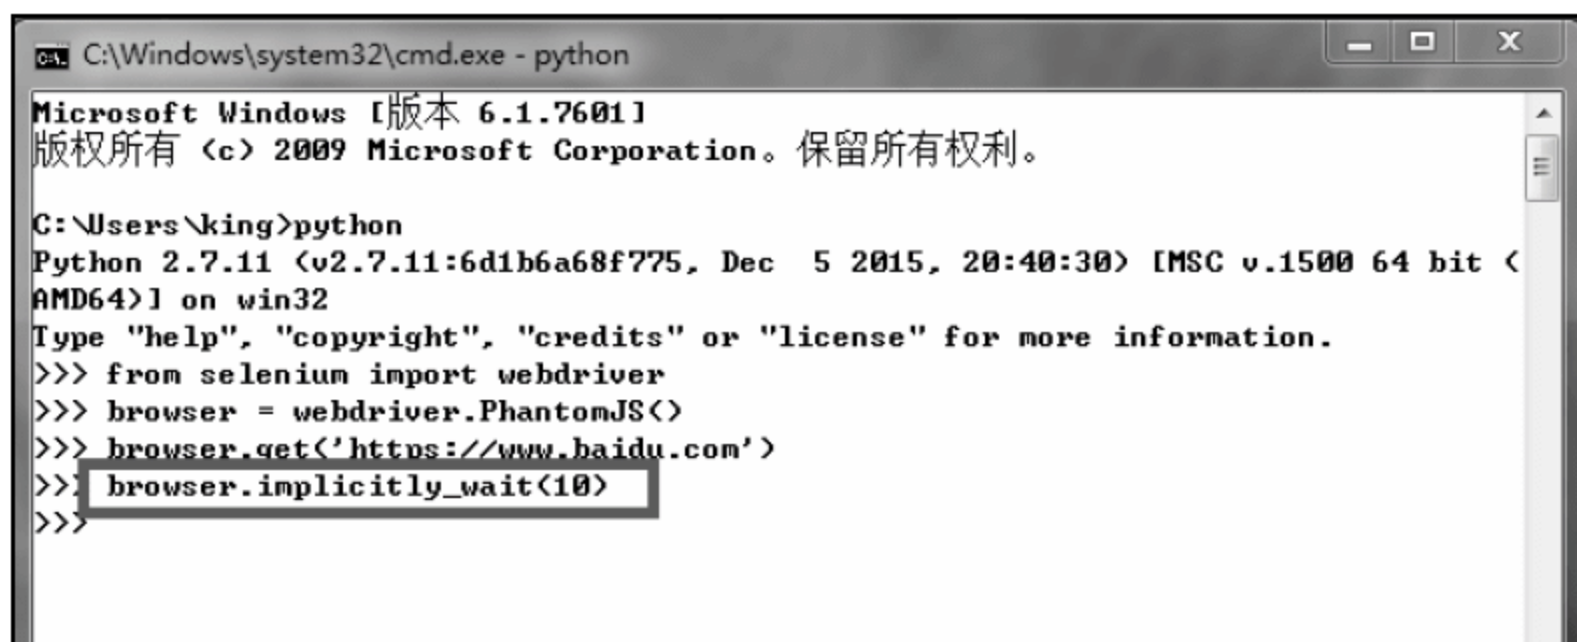 C:\Windows\system32\cmd.exe - python
Microsoft Windows [版本 6.1.7601]
版权所有 (c) 2009 Microsoft Corporation。保留所有权利。
C:\Users\king>python
Python 2.7.11 (v2.7.11:6d1b6a68f775, Dec  5 2015, 20:40:30) [MSC v.1500 64 bit (
AMD64)] on win32
Type "help", "copyright", "credits" or "license" for more information.
>>> from selenium import webdriver
>>> browser = webdriver.PhantomJS()
>>> browser.get('https://www.baidu.com')
>>> browser.implicitly_wait(10)
>>>